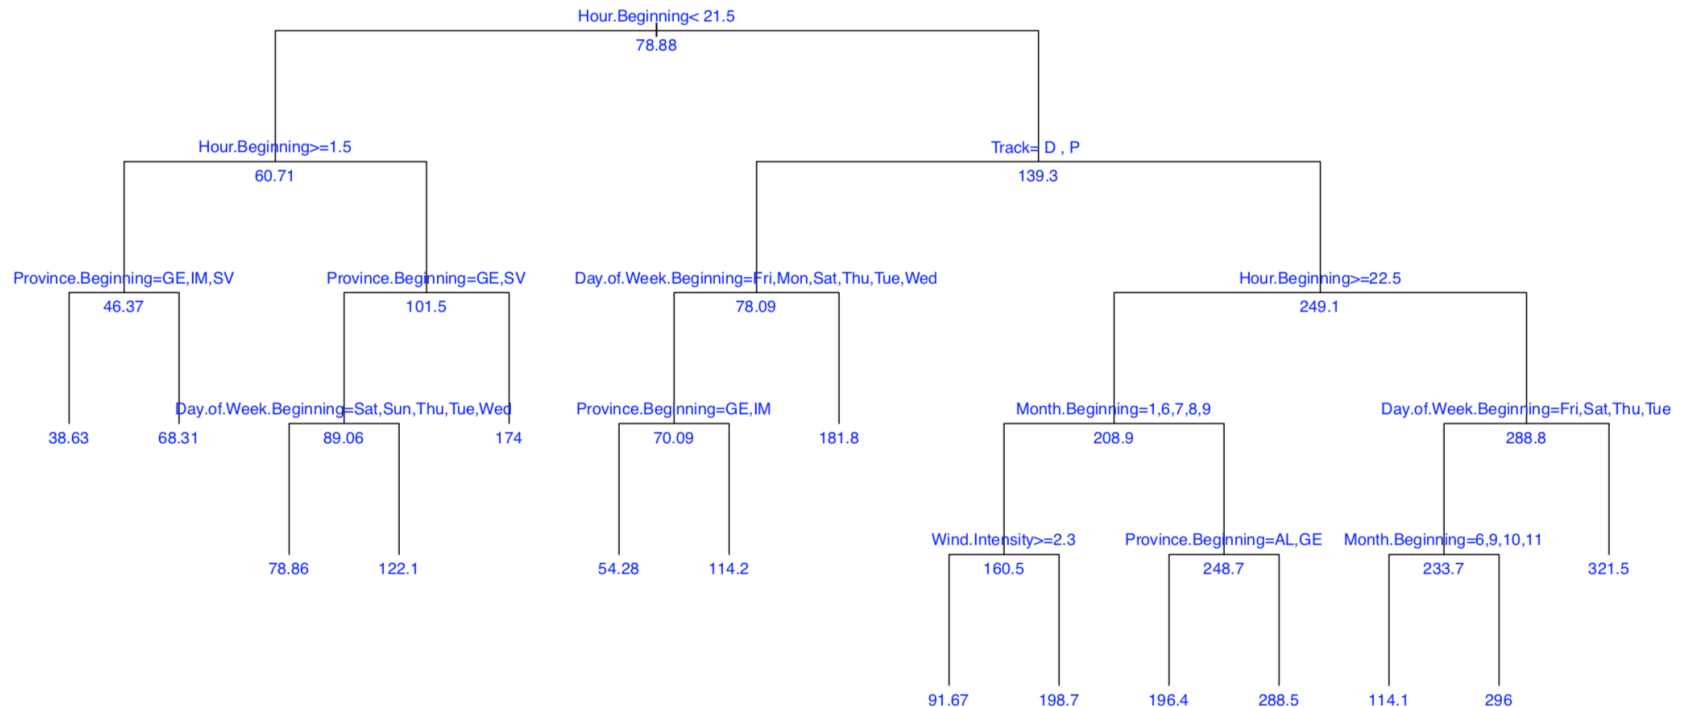 Hour.Beginning< 21.5
78.88
Hour.Beginning>=1.5
Track= D , P
60.71
139.3
Province.Beginning=GE,IM,SV
Province.Beginning=GE,SV
Day.of.Week.Beginning=Fri,Mon,Sat,Thu,Tue,Wed
Hour.Beginning>=22.5
46.37
101.5
78.09
249.1
Day.of.Week.Beginning=Sat,Sun,Thu,Tue,Wed
Province.Beginning=GE,IM
Month.Beginning=1,6,7,8,9
Day.of.Week.Beginning=Fri,Sat,Thu,Tue
38.63
68.31
89.06
174
70.09
181.8
208.9
288.8
Wind.Intensity>=2.3
Province.Beginning=AL,GE
Month.Beginning=6,9,10,11
78.86
122.1
54.28
114.2
160.5
248.7
233.7
321.5
91.67
198.7
196.4
288.5
114.1
296